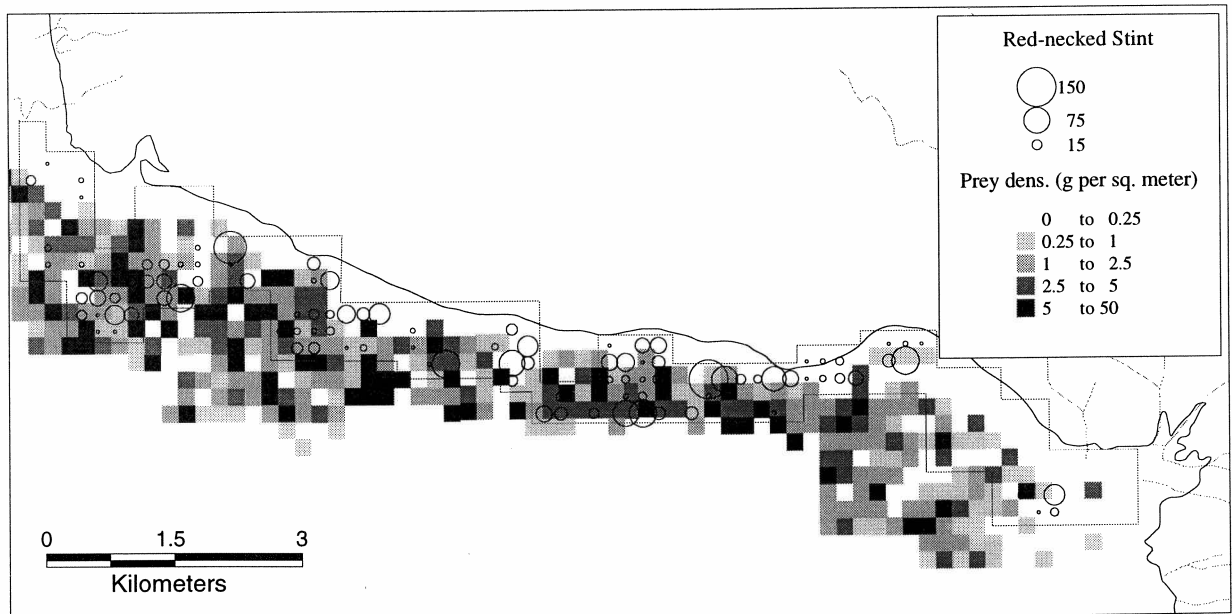 Red-necked Stint
150
75
15
Prey dens. (g per sq. meter)
0 to 0.25
0.25 to 1
1 to 2.5
2.5 to 5
5 to 50
0 1.5 3
Kilometers